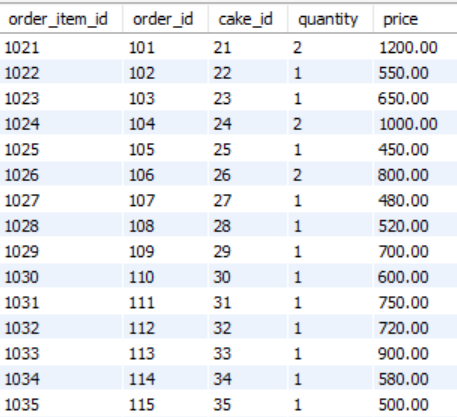 order_item_id order_id cake_id quantity price
1021 101 21 2 1200.00
1022 102 22 1 550.00
1023 103 23 1 650.00
1024 104 24 2 1000.00
1025 105 25 1 450.00
1026 106 26 2 800.00
1027 107 27 1 480.00
1028 108 28 1 520.00
1029 109 29 1 700.00
1030 110 30 1 600.00
1031 111 31 1 750.00
1032 112 32 1 720.00
1033 113 33 1 900.00
1034 114 34 1 580.00
1035 115 35 1 500.00